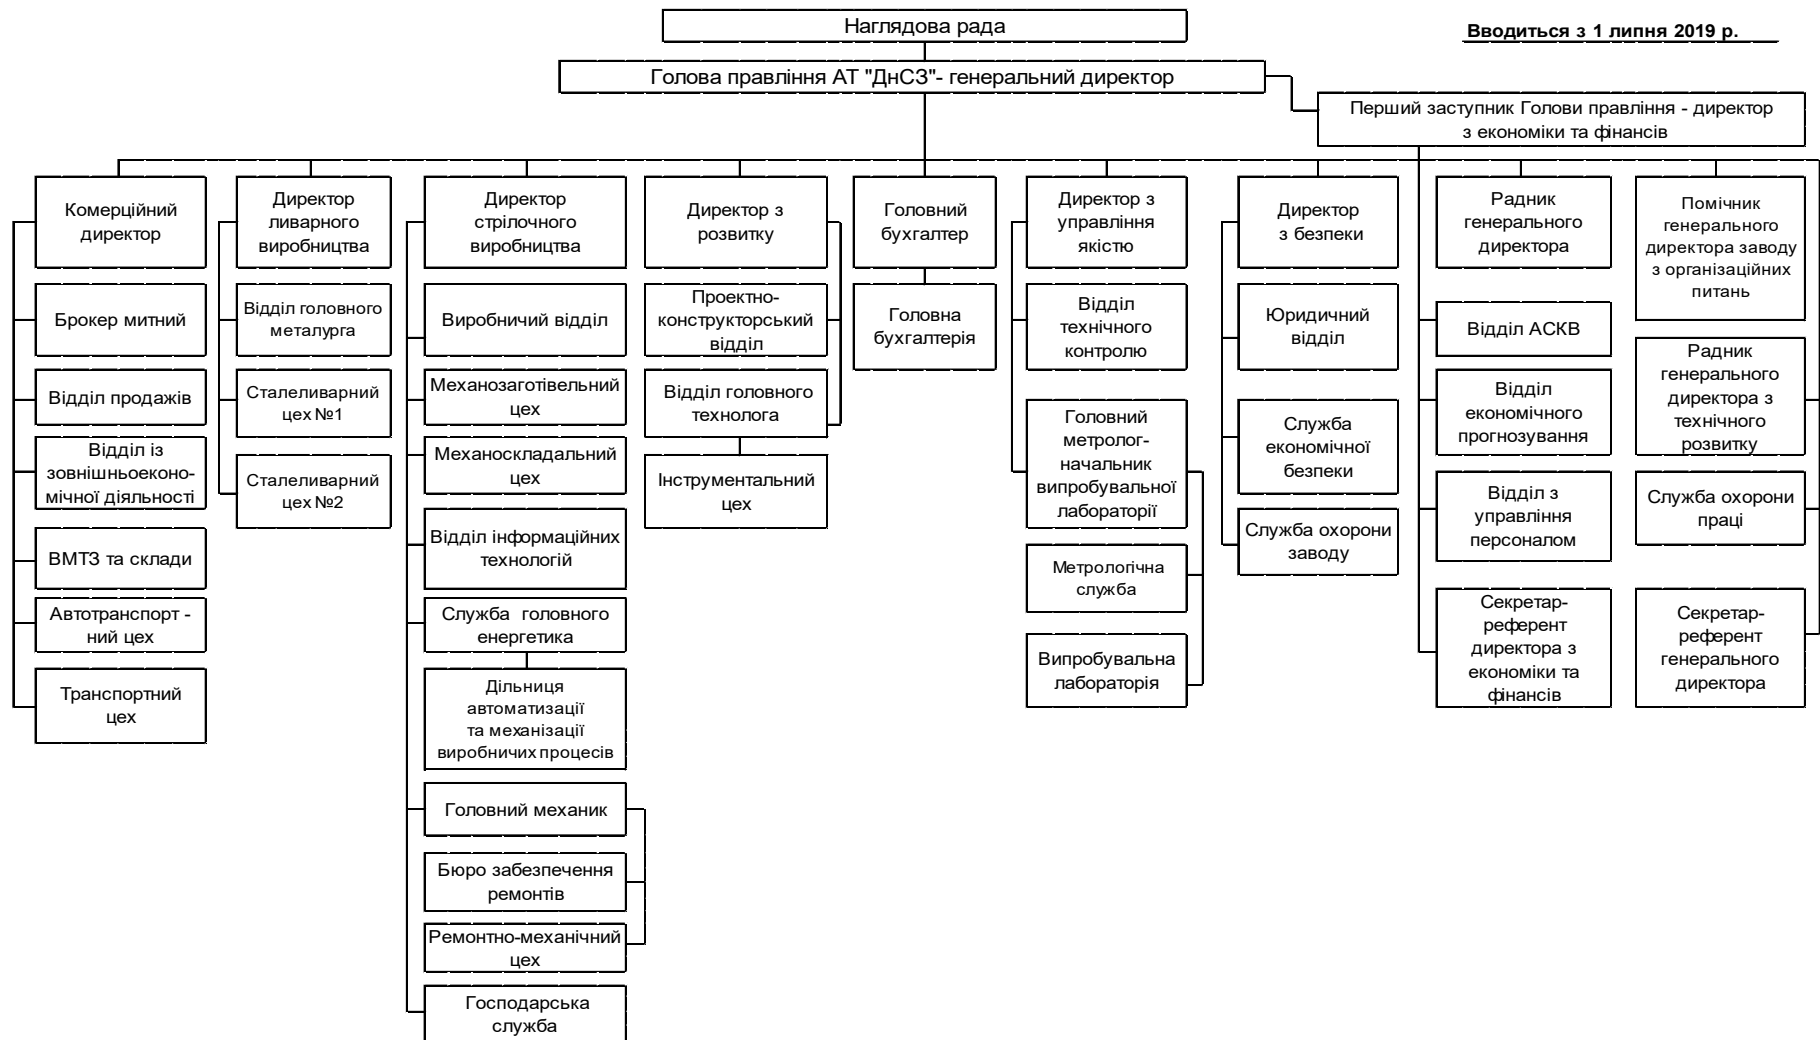 Наглядова рада
Вводиться з 1 липня 2019 р.
Голова правління АТ "ДнСЗ"- генеральний директор
Перший заступник Голови правління - директор
з економіки та фінансів
Комерційний
директор
Брокер митний
Відділ продажів
Відділ із
зовнішньоеконо-
мічної діяльності
ВМТЗ та склади
Автотранспорт -
ний цех
Транспортний
цех
Директор
ливарного
виробництва
Відділ головного
металурга
Сталеливарний
цех №1
Сталеливарний
цех №2
Директор
стрілочного
виробництва
Виробничий відділ
Механозаготівельний
цех
Механоскладальний
цех
Відділ інформаційних
технологій
Служба головного
енергетика
Дільниця
автоматизації
та механізації
виробничих процесів
Головний механик
Бюро забезпечення
ремонтів
Ремонтно-механічний
цех
Господарська
служба
Директор з
розвитку
Проектно-
конструкторський
відділ
Відділ головного
технолога
Інструментальний
цех
Головний
бухгалтер
Головна
бухгалтерія
Директор з
управління
якістю
Відділ
технічного
контролю
Головний
метролог-
начальник
випробувальної
лабораторії
Метрологічна
служба
Випробувальна
лабораторія
Директор
з безпеки
Юридичний
відділ
Служба
економічної
безпеки
Служба охорони
заводу
Радник
генерального
директора
Відділ АСКВ
Відділ
економічного
прогнозування
Відділ з
управління
персоналом
Секретар-
референт
директора з
економіки та
фінансів
Помічник
генерального
директора заводу
з організаційних
питань
Радник
генерального
директора з
технічного
розвитку
Служба охорони
праці
Секретар-
референт
генерального
директора